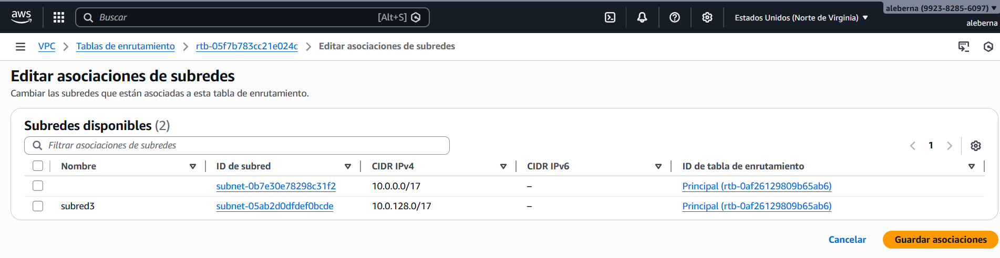 aws
Buscar [Alt+S]
Estados Unidos (Norte de Virginia)
aleberna (9923-8285-6097)
aleberna
VPC Tablas de enrutamiento rtb-05f7b783cc21e024c Editar asociaciones de subredes
Editar asociaciones de subredes
Cambiar las subredes que están asociadas a esta tabla de enrutamiento.
Subredes disponibles (2)
Filtrar asociaciones de subredes
1
Nombre ID de subred CIDR IPv4 CIDR IPv6 ID de tabla de enrutamiento
subnet-0b7e30e78298c31f2 10.0.0.0/17 – Principal (rtb-0af26129809b65ab6)
subred3 subnet-05ab2d0dfdef0bcde 10.0.128.0/17 – Principal (rtb-0af26129809b65ab6)
Cancelar Guardar asociaciones